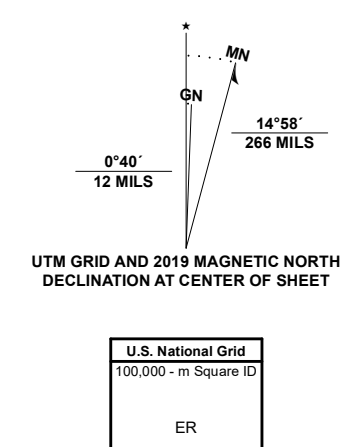 ★
MN
GN
14°58´
266 MILS
0°40´
12 MILS
UTM GRID AND 2019 MAGNETIC NORTH
DECLINATION AT CENTER OF SHEET
U.S. National Grid
100,000 - m Square ID
ER